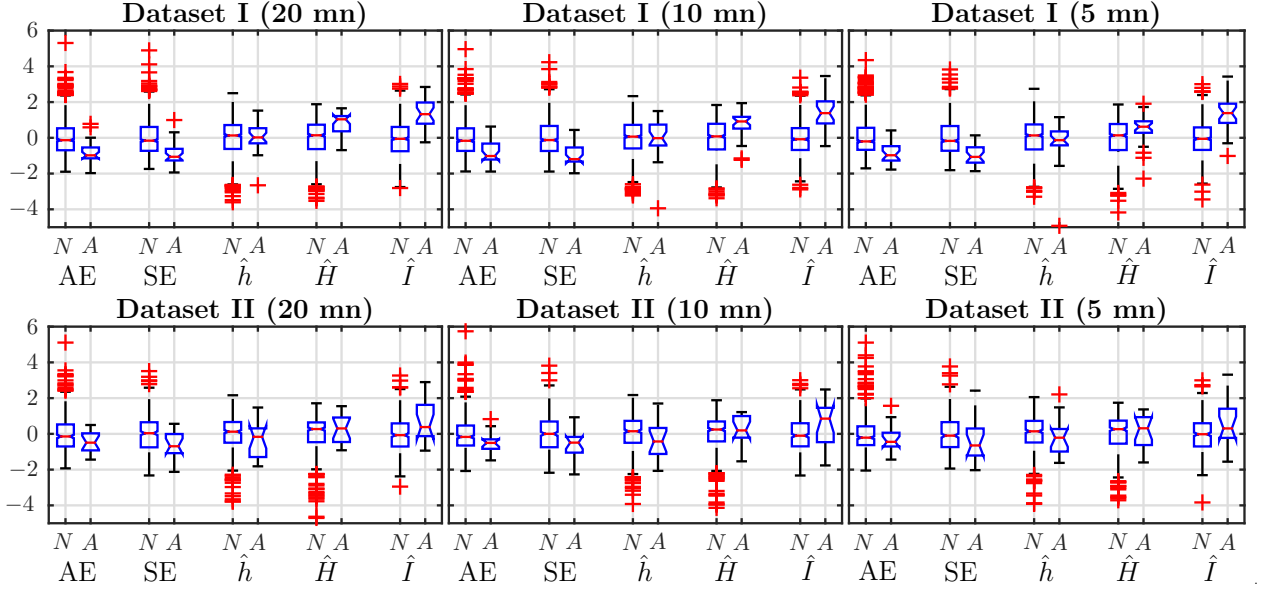 Dataset I (20 mn) Dataset I (10 mn) Dataset I (5 mn)
6
4
2
0
−2
−4
N A N A N A N A N A N A N A N A N A N A N A N A N A N A N A
AE SE ĥ Ĥ Î AE SE ĥ Ĥ Î AE SE ĥ Ĥ Î
Dataset II (20 mn) Dataset II (10 mn) Dataset II (5 mn)
6
4
2
0
−2
−4
N A N A N A N A N A N A N A N A N A N A N A N A N A N A N A
AE SE ĥ Ĥ Î AE SE ĥ Ĥ Î AE SE ĥ Ĥ Î
.